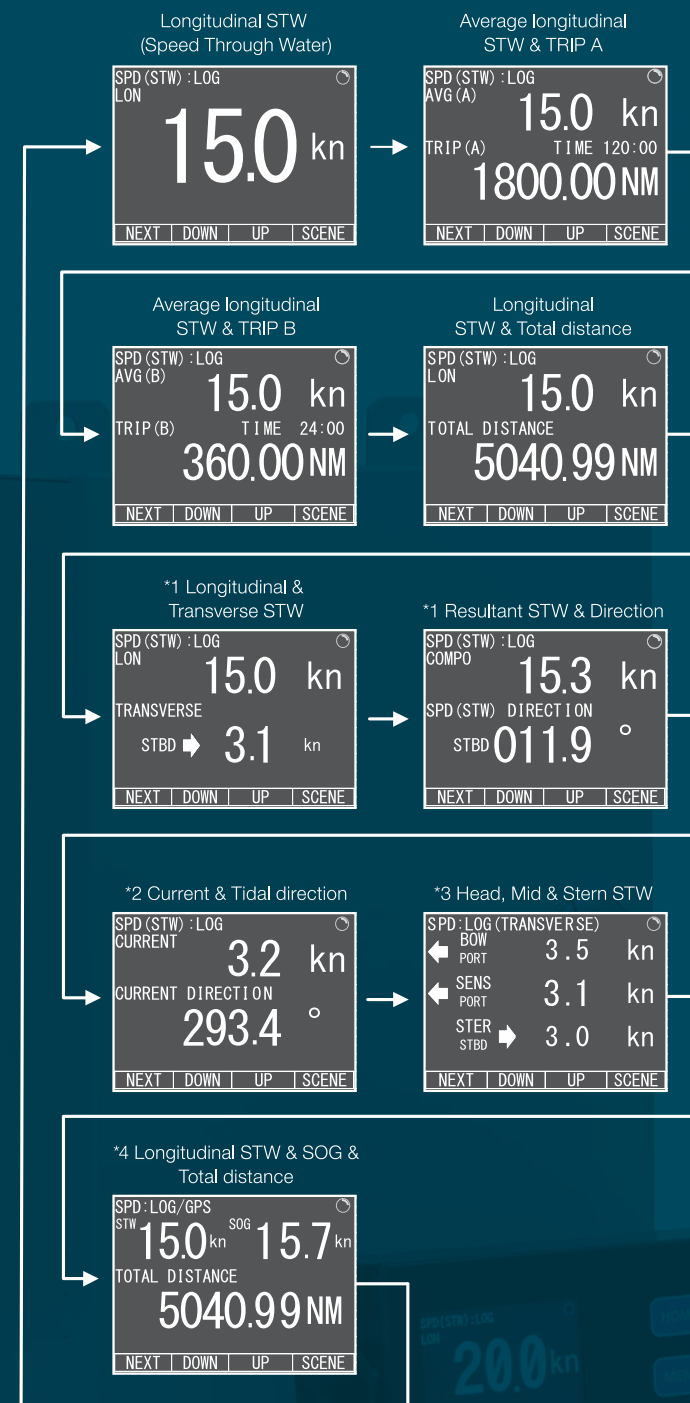 Longitudinal STW
(Speed Through Water)
SPD(STW):LOG
LON
15.0 kn
NEXT DOWN UP SCENE
Average longitudinal
STW & TRIP A
SPD(STW):LOG
AVG(A)
15.0 kn
TRIP(A) TIME 120:00
1800.00 NM
NEXT DOWN UP SCENE
Average longitudinal
STW & TRIP B
SPD(STW):LOG
AVG(B)
15.0 kn
TRIP(B) TIME 24:00
360.00 NM
NEXT DOWN UP SCENE
Longitudinal
STW & Total distance
SPD(STW):LOG
LON
15.0 kn
TOTAL DISTANCE
5040.99 NM
NEXT DOWN UP SCENE
*1 Longitudinal &
Transverse STW
SPD(STW):LOG
LON
15.0 kn
TRANSVERSE
STBD 3.1 kn
NEXT DOWN UP SCENE
*1 Resultant STW & Direction
SPD(STW):LOG
COMPO
15.3 kn
SPD(STW) DIRECTION
STBD 011.9 °
NEXT DOWN UP SCENE
*2 Current & Tidal direction
SPD(STW):LOG
CURRENT
3.2 kn
CURRENT DIRECTION
293.4 °
NEXT DOWN UP SCENE
*3 Head, Mid & Stern STW
SPD:LOG(TRANSVERSE)
BOW
PORT 3.5 kn
SENS
PORT 3.1 kn
STER
STBD 3.0 kn
NEXT DOWN UP SCENE
*4 Longitudinal STW & SOG &
Total distance
SPD:LOG/GPS
STW 15.0 kn SOG 15.7 kn
TOTAL DISTANCE
5040.99 NM
NEXT DOWN UP SCENE
SPD(STW):LOG
LON
20.0 kn